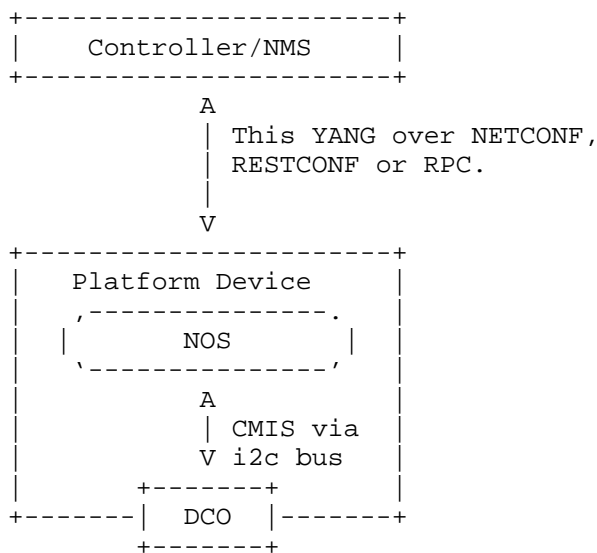 Controller/NMS
A
This YANG over NETCONF,
RESTCONF or RPC.
V
Platform Device
NOS
A
CMIS via
V i2c bus
DCO